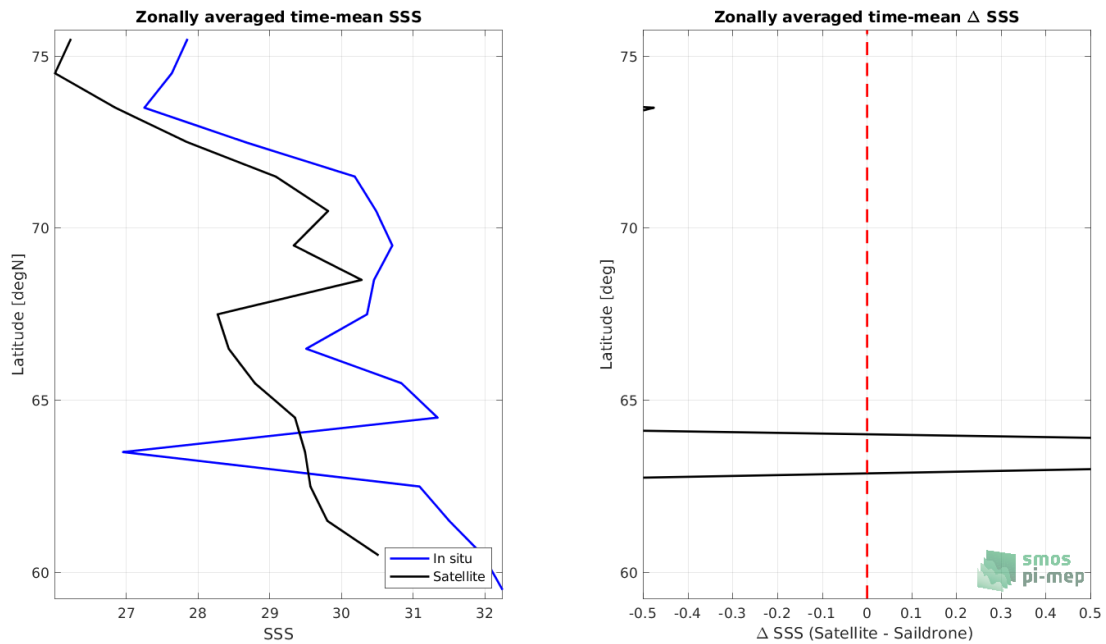 Zonally averaged time-mean SSS
75
70
65
60
Latitude [degN]
27 28 29 30 31 32
SSS
In situ
Satellite
Zonally averaged time-mean Δ SSS
75
70
65
60
Latitude [deg]
-0.5 -0.4 -0.3 -0.2 -0.1 0 0.1 0.2 0.3 0.4 0.5
Δ SSS (Satellite - Saildrone)
smos
pi-mep